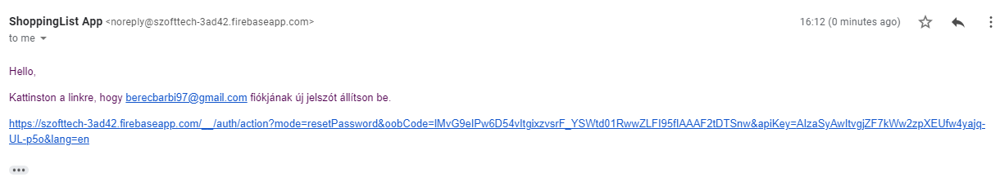 ShoppingList App <noreply@szofttech-3ad42.firebaseapp.com> 16:12 (0 minutes ago)
to me
Hello,
Kattinston a linkre, hogy berecbarbi97@gmail.com fiókjának új jelszót állítson be.
https://szofttech-3ad42.firebaseapp.com/__/auth/action?mode=resetPassword&oobCode=IMvG9eIPw6D54vItgixzvsrF_YSWtd01RwwZLFI95fIAAAF2tDTSnw&apiKey=AIzaSyAwItvgjZF7kWw2zpXEUfw4yajq-
UL-p5o&lang=en